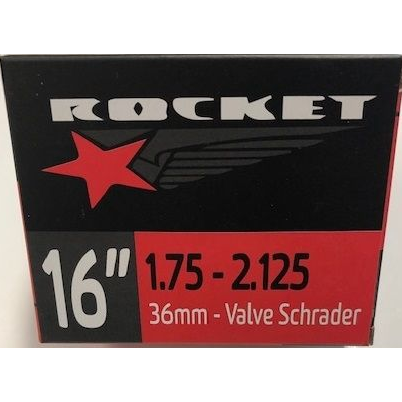 ROCKET
16"
1.75 - 2.125
36mm - Valve Schrader